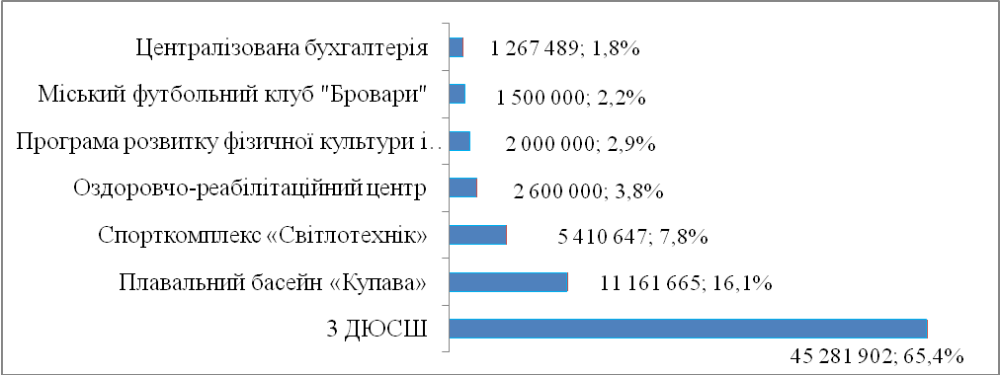 Централізована бухгалтерія 1 267 489; 1,8%
Міський футбольний клуб "Бровари" 1 500 000; 2,2%
Програма розвитку фізичної культури і… 2 000 000; 2,9%
Оздоровчо-реабілітаційний центр 2 600 000; 3,8%
Спорткомплекс «Світлотехнік» 5 410 647; 7,8%
Плавальний басейн «Купава» 11 161 665; 16,1%
3 ДЮСШ
45 281 902; 65,4%